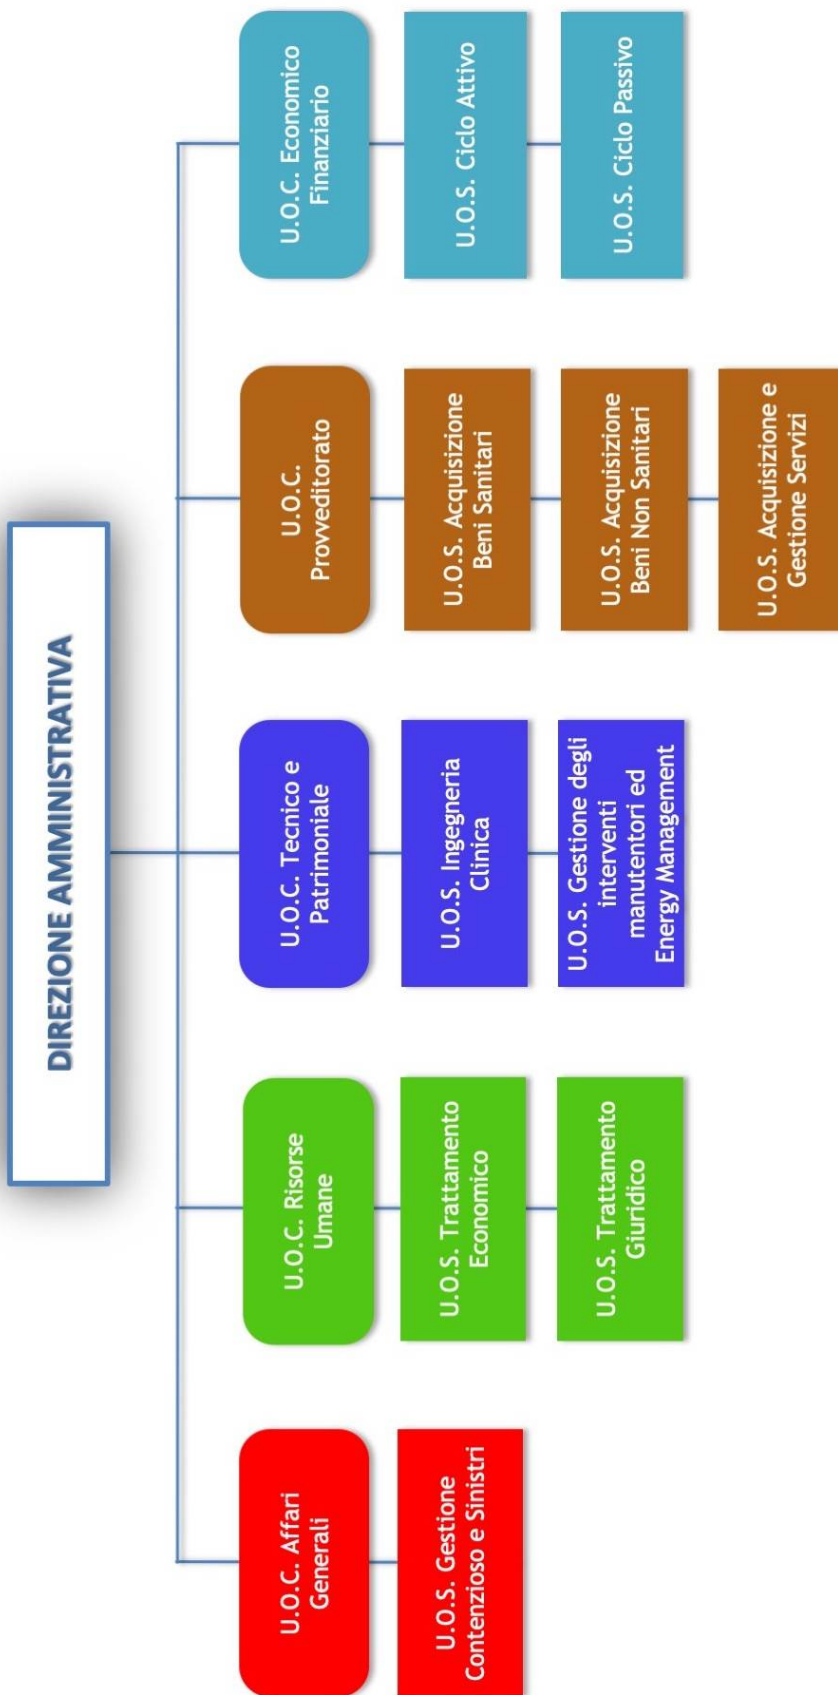 DIREZIONE AMMINISTRATIVA
U.O.C. Affari
Generali
U.O.S. Gestione
Contenzioso e Sinistri
U.O.C. Risorse
Umane
U.O.S. Trattamento
Economico
U.O.S. Trattamento
Giuridico
U.O.C. Tecnico e
Patrimoniale
U.O.S. Ingegneria
Clinica
U.O.S. Gestione degli
interventi
manutentori ed
Energy Management
U.O.C.
Provveditorato
U.O.S. Acquisizione
Beni Sanitari
U.O.S. Acquisizione
Beni Non Sanitari
U.O.S. Acquisizione e
Gestione Servizi
U.O.C. Economico
Finanziario
U.O.S. Ciclo Attivo
U.O.S. Ciclo Passivo